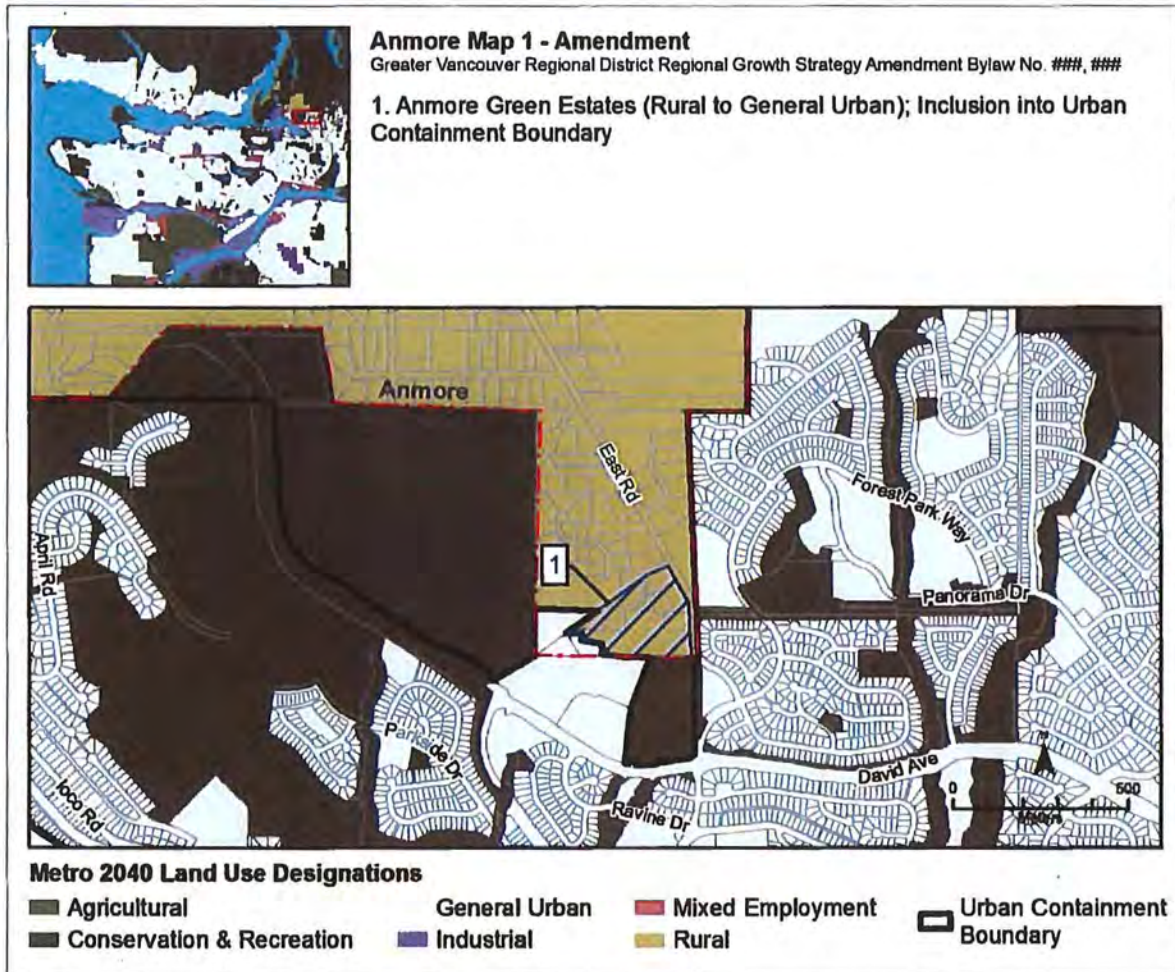 Anmore Map 1 - Amendment
Greater Vancouver Regional District Regional Growth Strategy Amendment Bylaw No. ###, ###
1. Anmore Green Estates (Rural to General Urban); Inclusion into Urban
Containment Boundary
Anmore
East Rd
Forest Park Way
1
Panorama Dr
April Rd
Parkside Dr
David Ave
Ioco Rd
Ravine Dr
0
500
Meters
Metro 2040 Land Use Designations
Agricultural
General Urban
Mixed Employment
Urban Containment
Boundary
Conservation & Recreation
Industrial
Rural